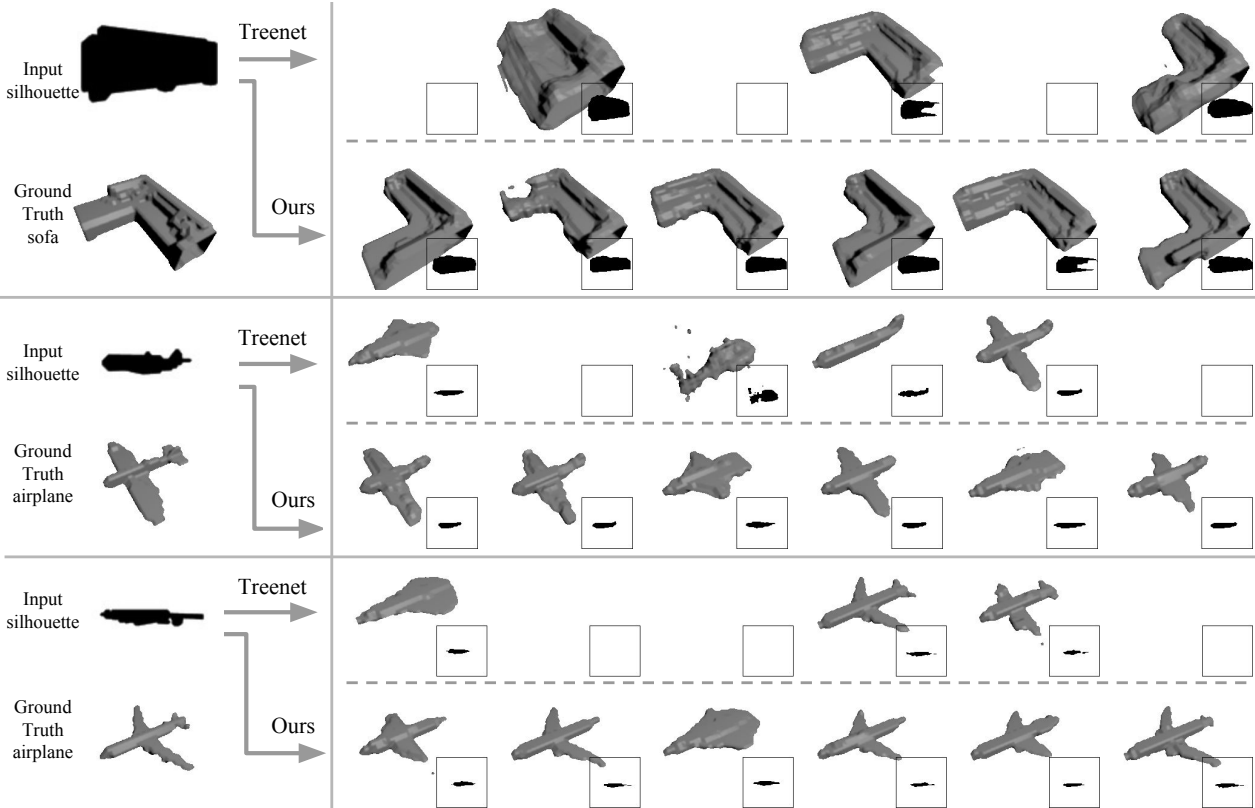 Input
silhouette
Treenet
Ground
Truth
sofa
Ours
Input
silhouette
Treenet
Ground
Truth
airplane
Ours
Input
silhouette
Treenet
Ground
Truth
airplane
Ours